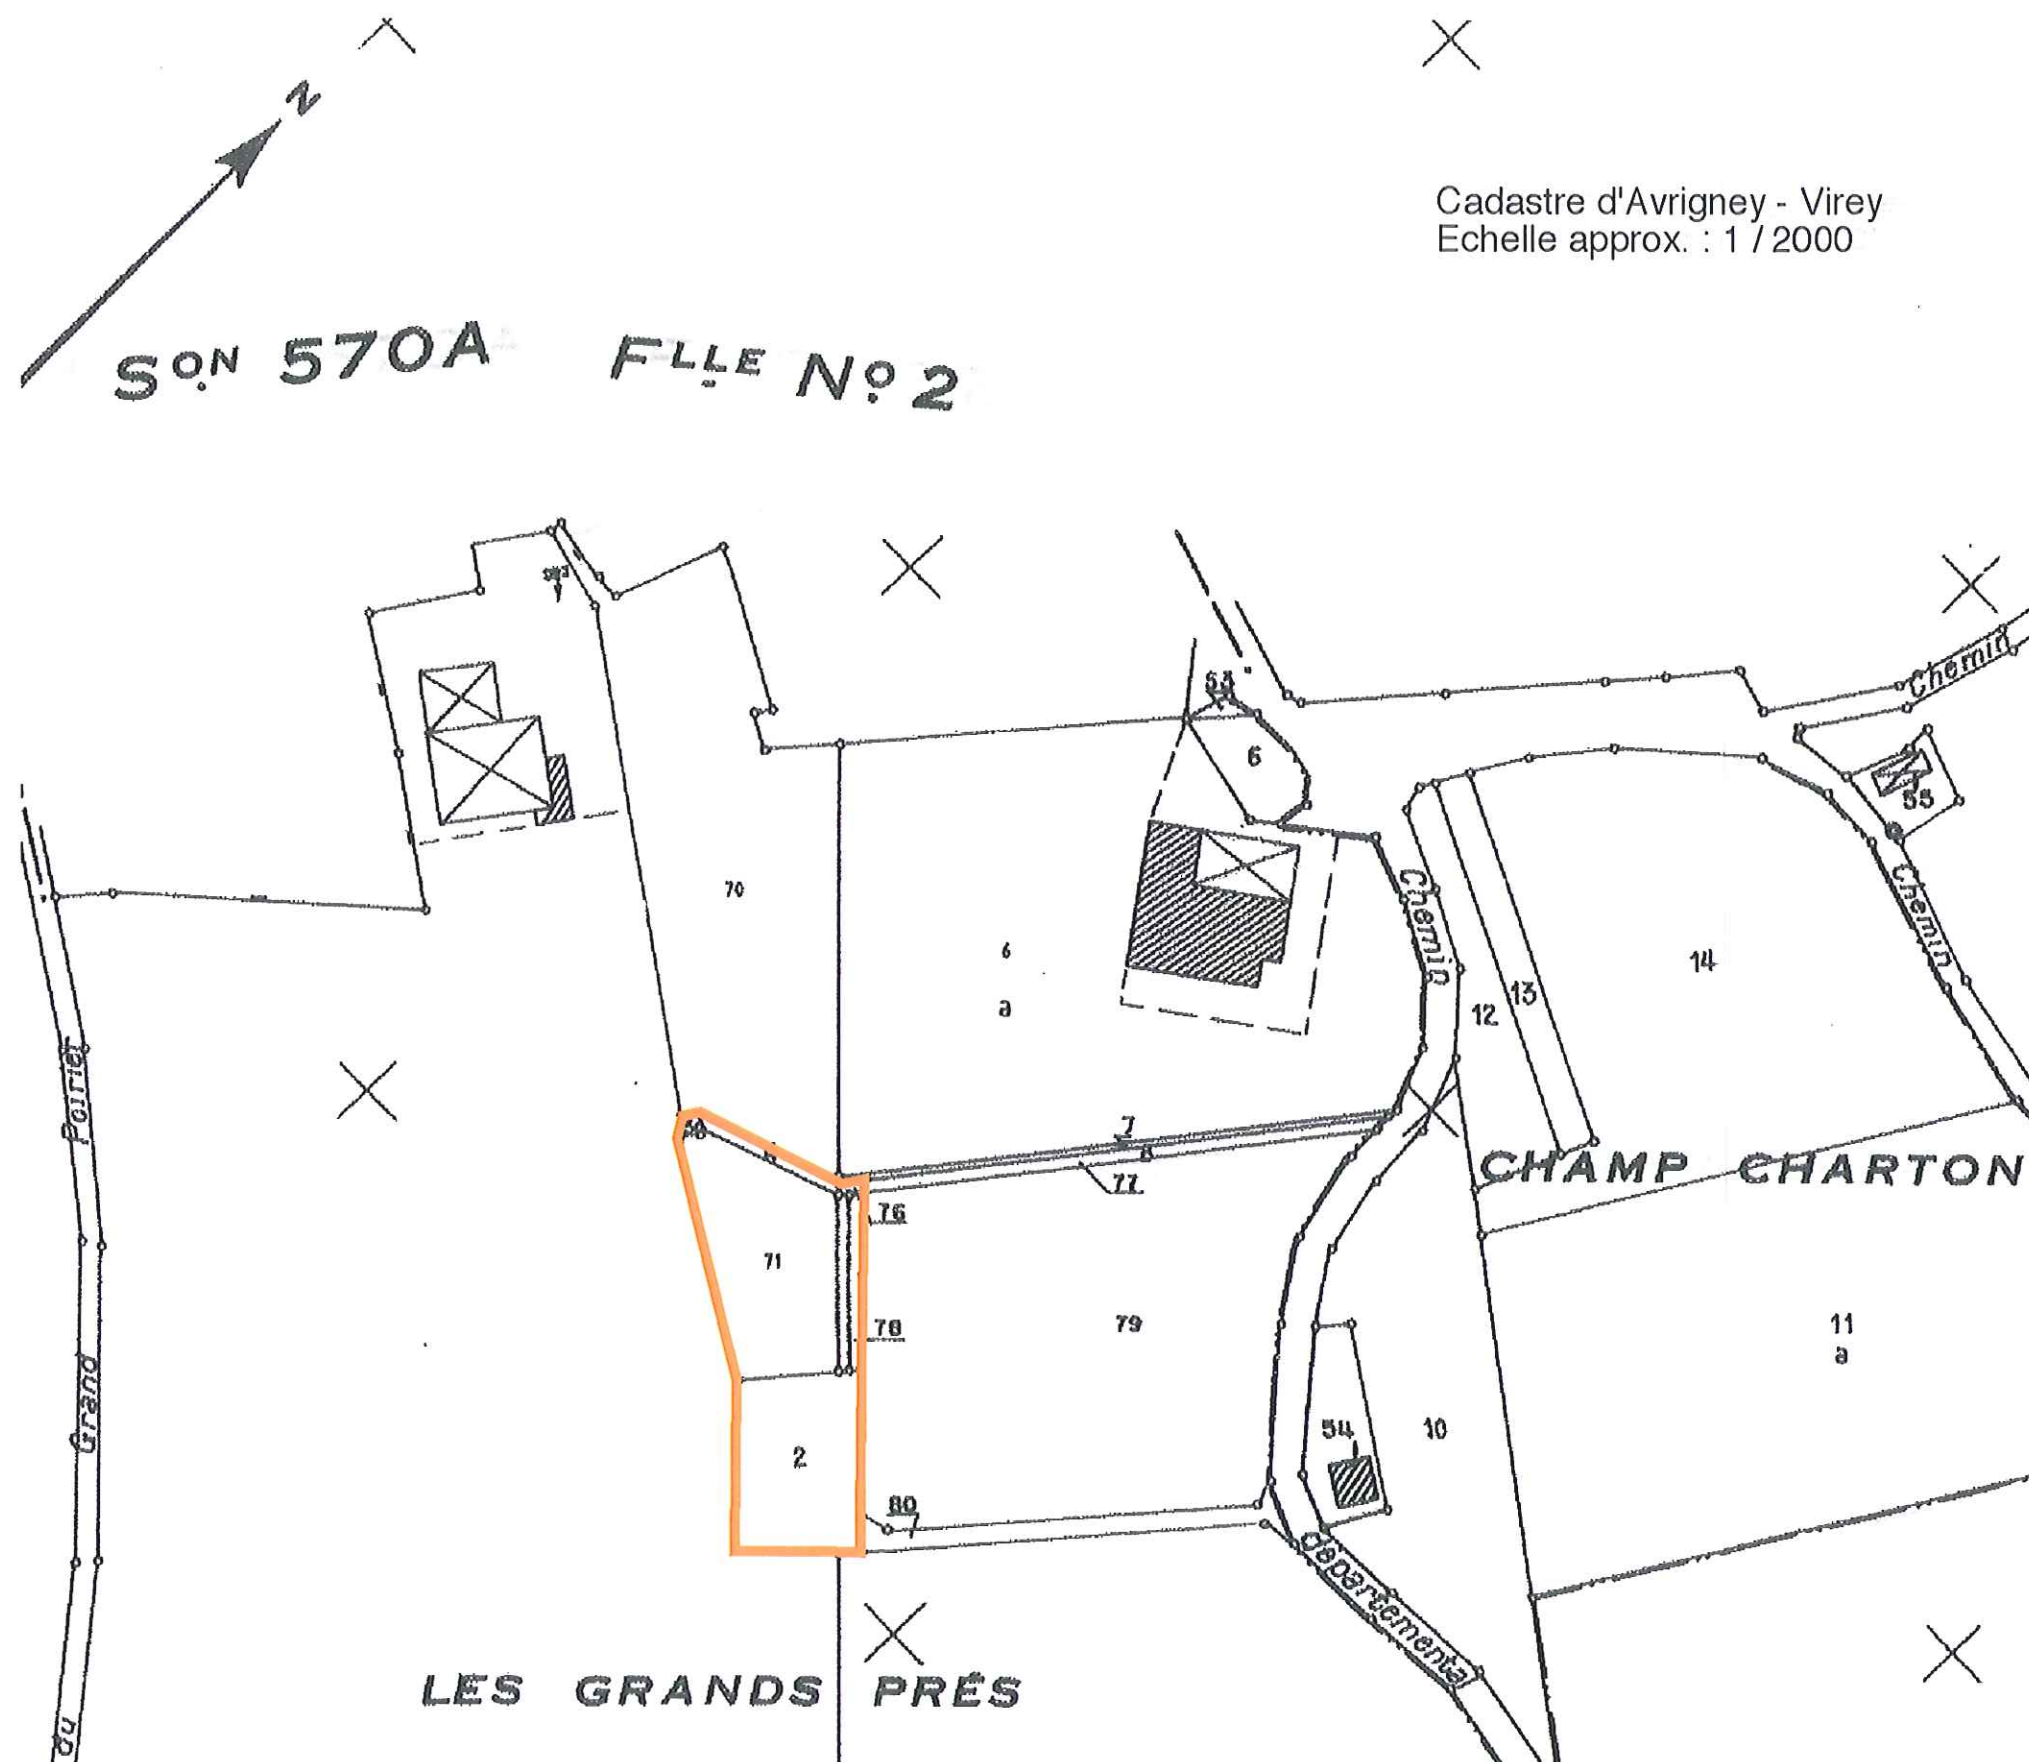 N
Cadastre d'Avrigney - Virey
Echelle approx. : 1 / 2000
SON 570A FLLE No 2
53
Chemin
6
55
70
Chemin
Chemin
6
a
14
13
12
Poirier
7
8
77
CHAMP CHARTON
76
71
78
79
11
a
Grand
54
10
2
80
Départemental
LES GRANDS PRÉS
du